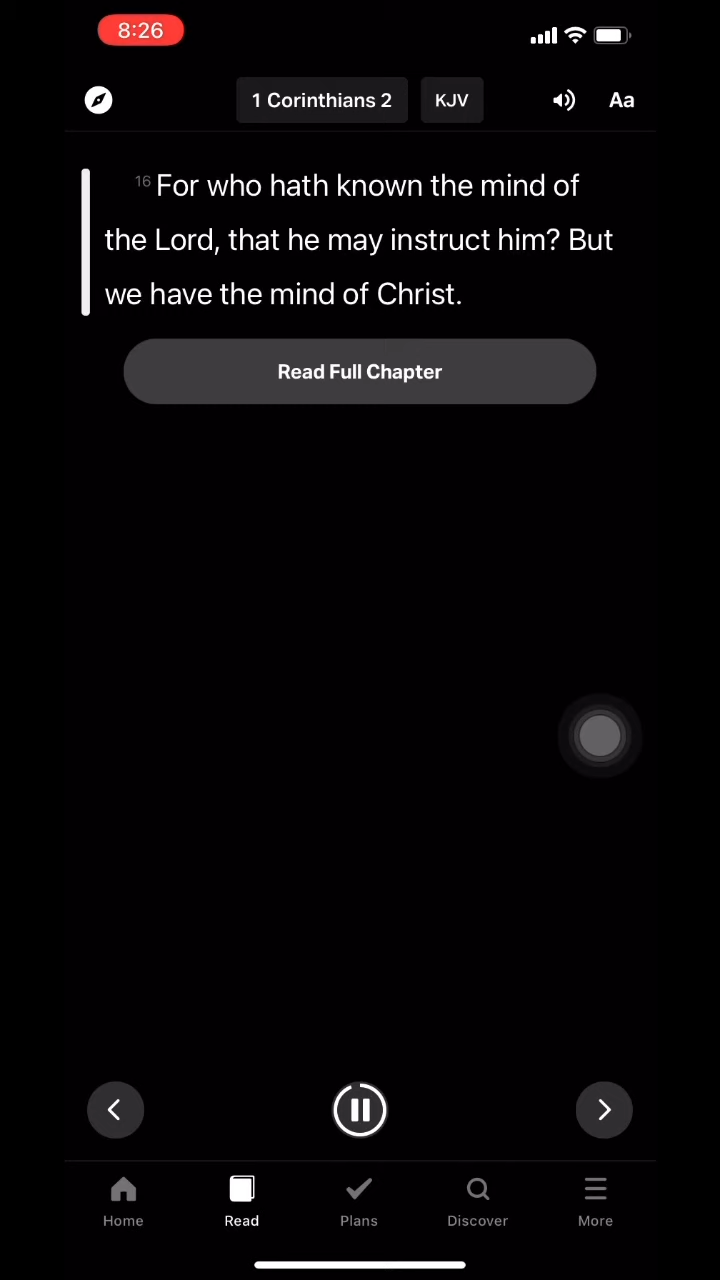 8:26
1 Corinthians 2 KJV Aa
16 For who hath known the mind of
the Lord, that he may instruct him? But
we have the mind of Christ.
Read Full Chapter
Home Read Plans Discover More